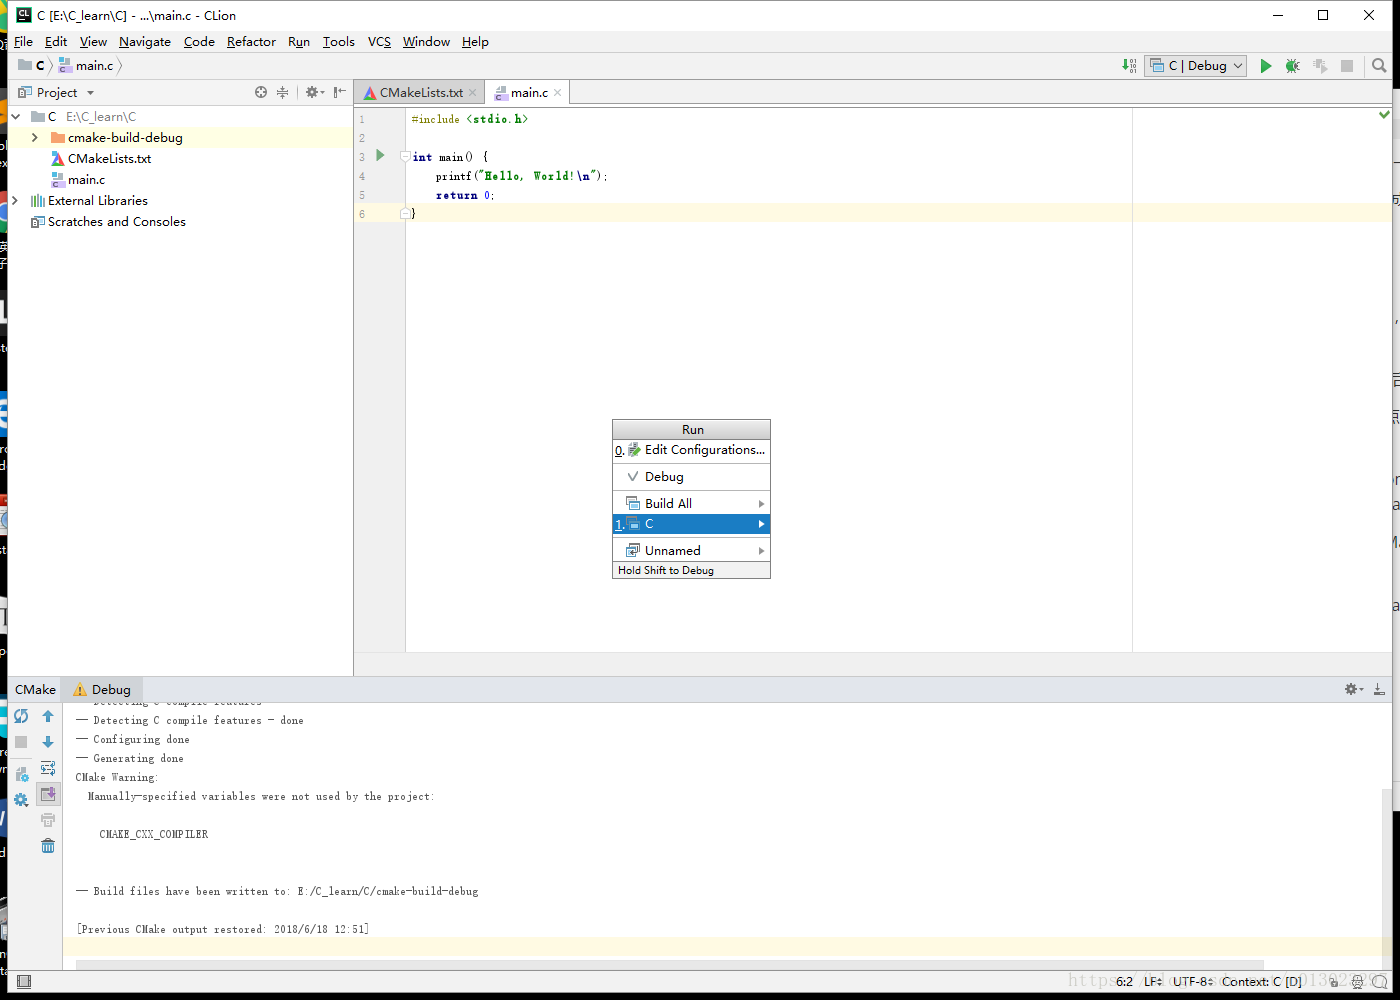 C [E:\C_learn\C] - ...\main.c - CLion
File Edit View Navigate Code Refactor Run Tools VCS Window Help
C main.c
C | Debug
Project
CMakeLists.txt main.c
C E:\C_learn\C
cmake-build-debug
CMakeLists.txt
main.c
External Libraries
Scratches and Consoles
1 #include <stdio.h>
2
3 int main() {
4 printf("Hello, World!\n");
5 return 0;
6 }
Run
0. Edit Configurations...
Debug
Build All
1. C
Unnamed
Hold Shift to Debug
CMake Debug
-- Detecting C compile features
-- Detecting C compile features - done
-- Configuring done
-- Generating done
CMake Warning:
Manually-specified variables were not used by the project:
CMAKE_CXX_COMPILER
-- Build files have been written to: E:/C_learn/C/cmake-build-debug
[Previous CMake output restored: 2018/6/18 12:51]
6:2 LF÷ UTF-8÷ Context: C [D]